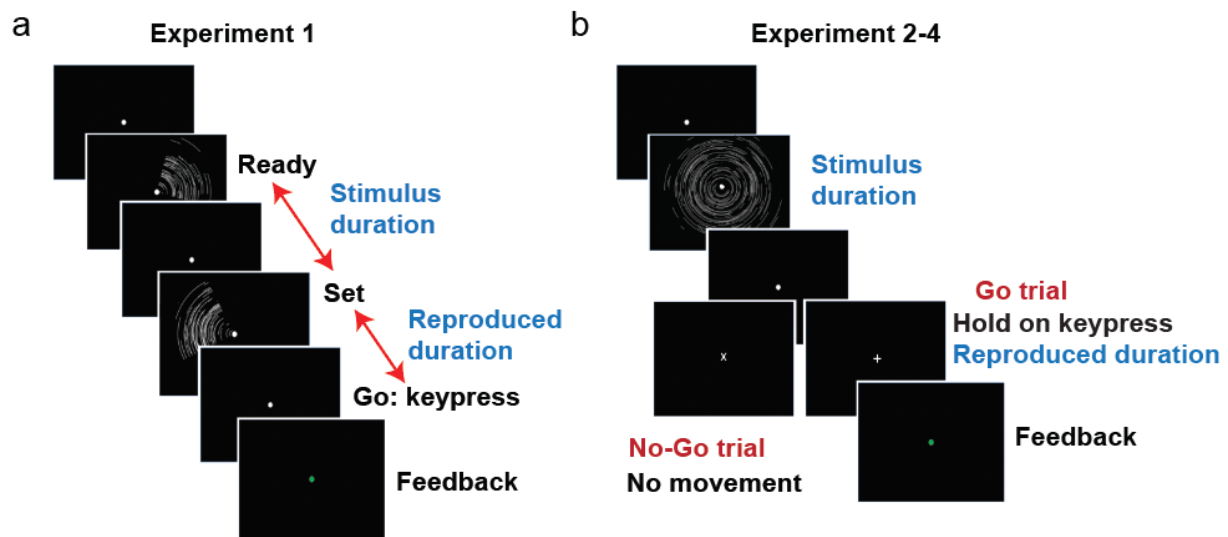 a
Experiment 1
Ready
Stimulus
duration
Set
Reproduced
duration
Go: keypress
Feedback
b
Experiment 2-4
Stimulus
duration
Go trial
Hold on keypress
Reproduced duration
x
+
No-Go trial
No movement
Feedback